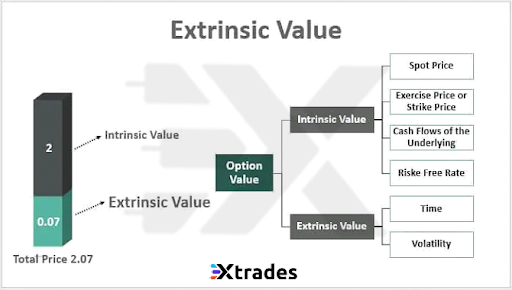 Extrinsic Value
2
Intrinsic Value
0.07
Extrinsic Value
Total Price 2.07
Option
Value
Intrinsic Value
Extrinsic Value
Spot Price
Exercise Price or
Strike Price
Cash Flows of the
Underlying
Riske Free Rate
Time
Volatility
Xtrades